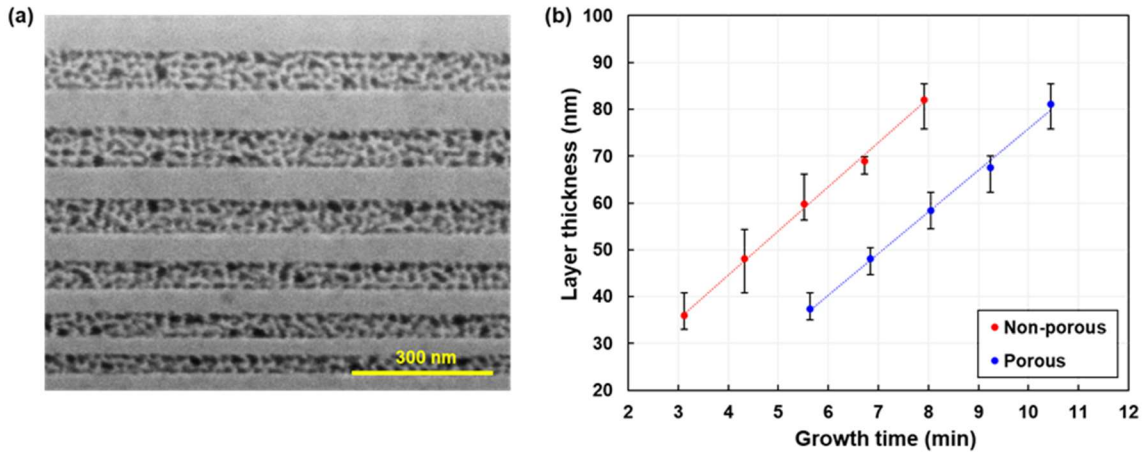 (a)
300 nm
(b)
Layer thickness (nm)
100
90
80
70
60
50
40
30
20
2 3 4 5 6 7 8 9 10 11 12
Growth time (min)
Non-porous
Porous